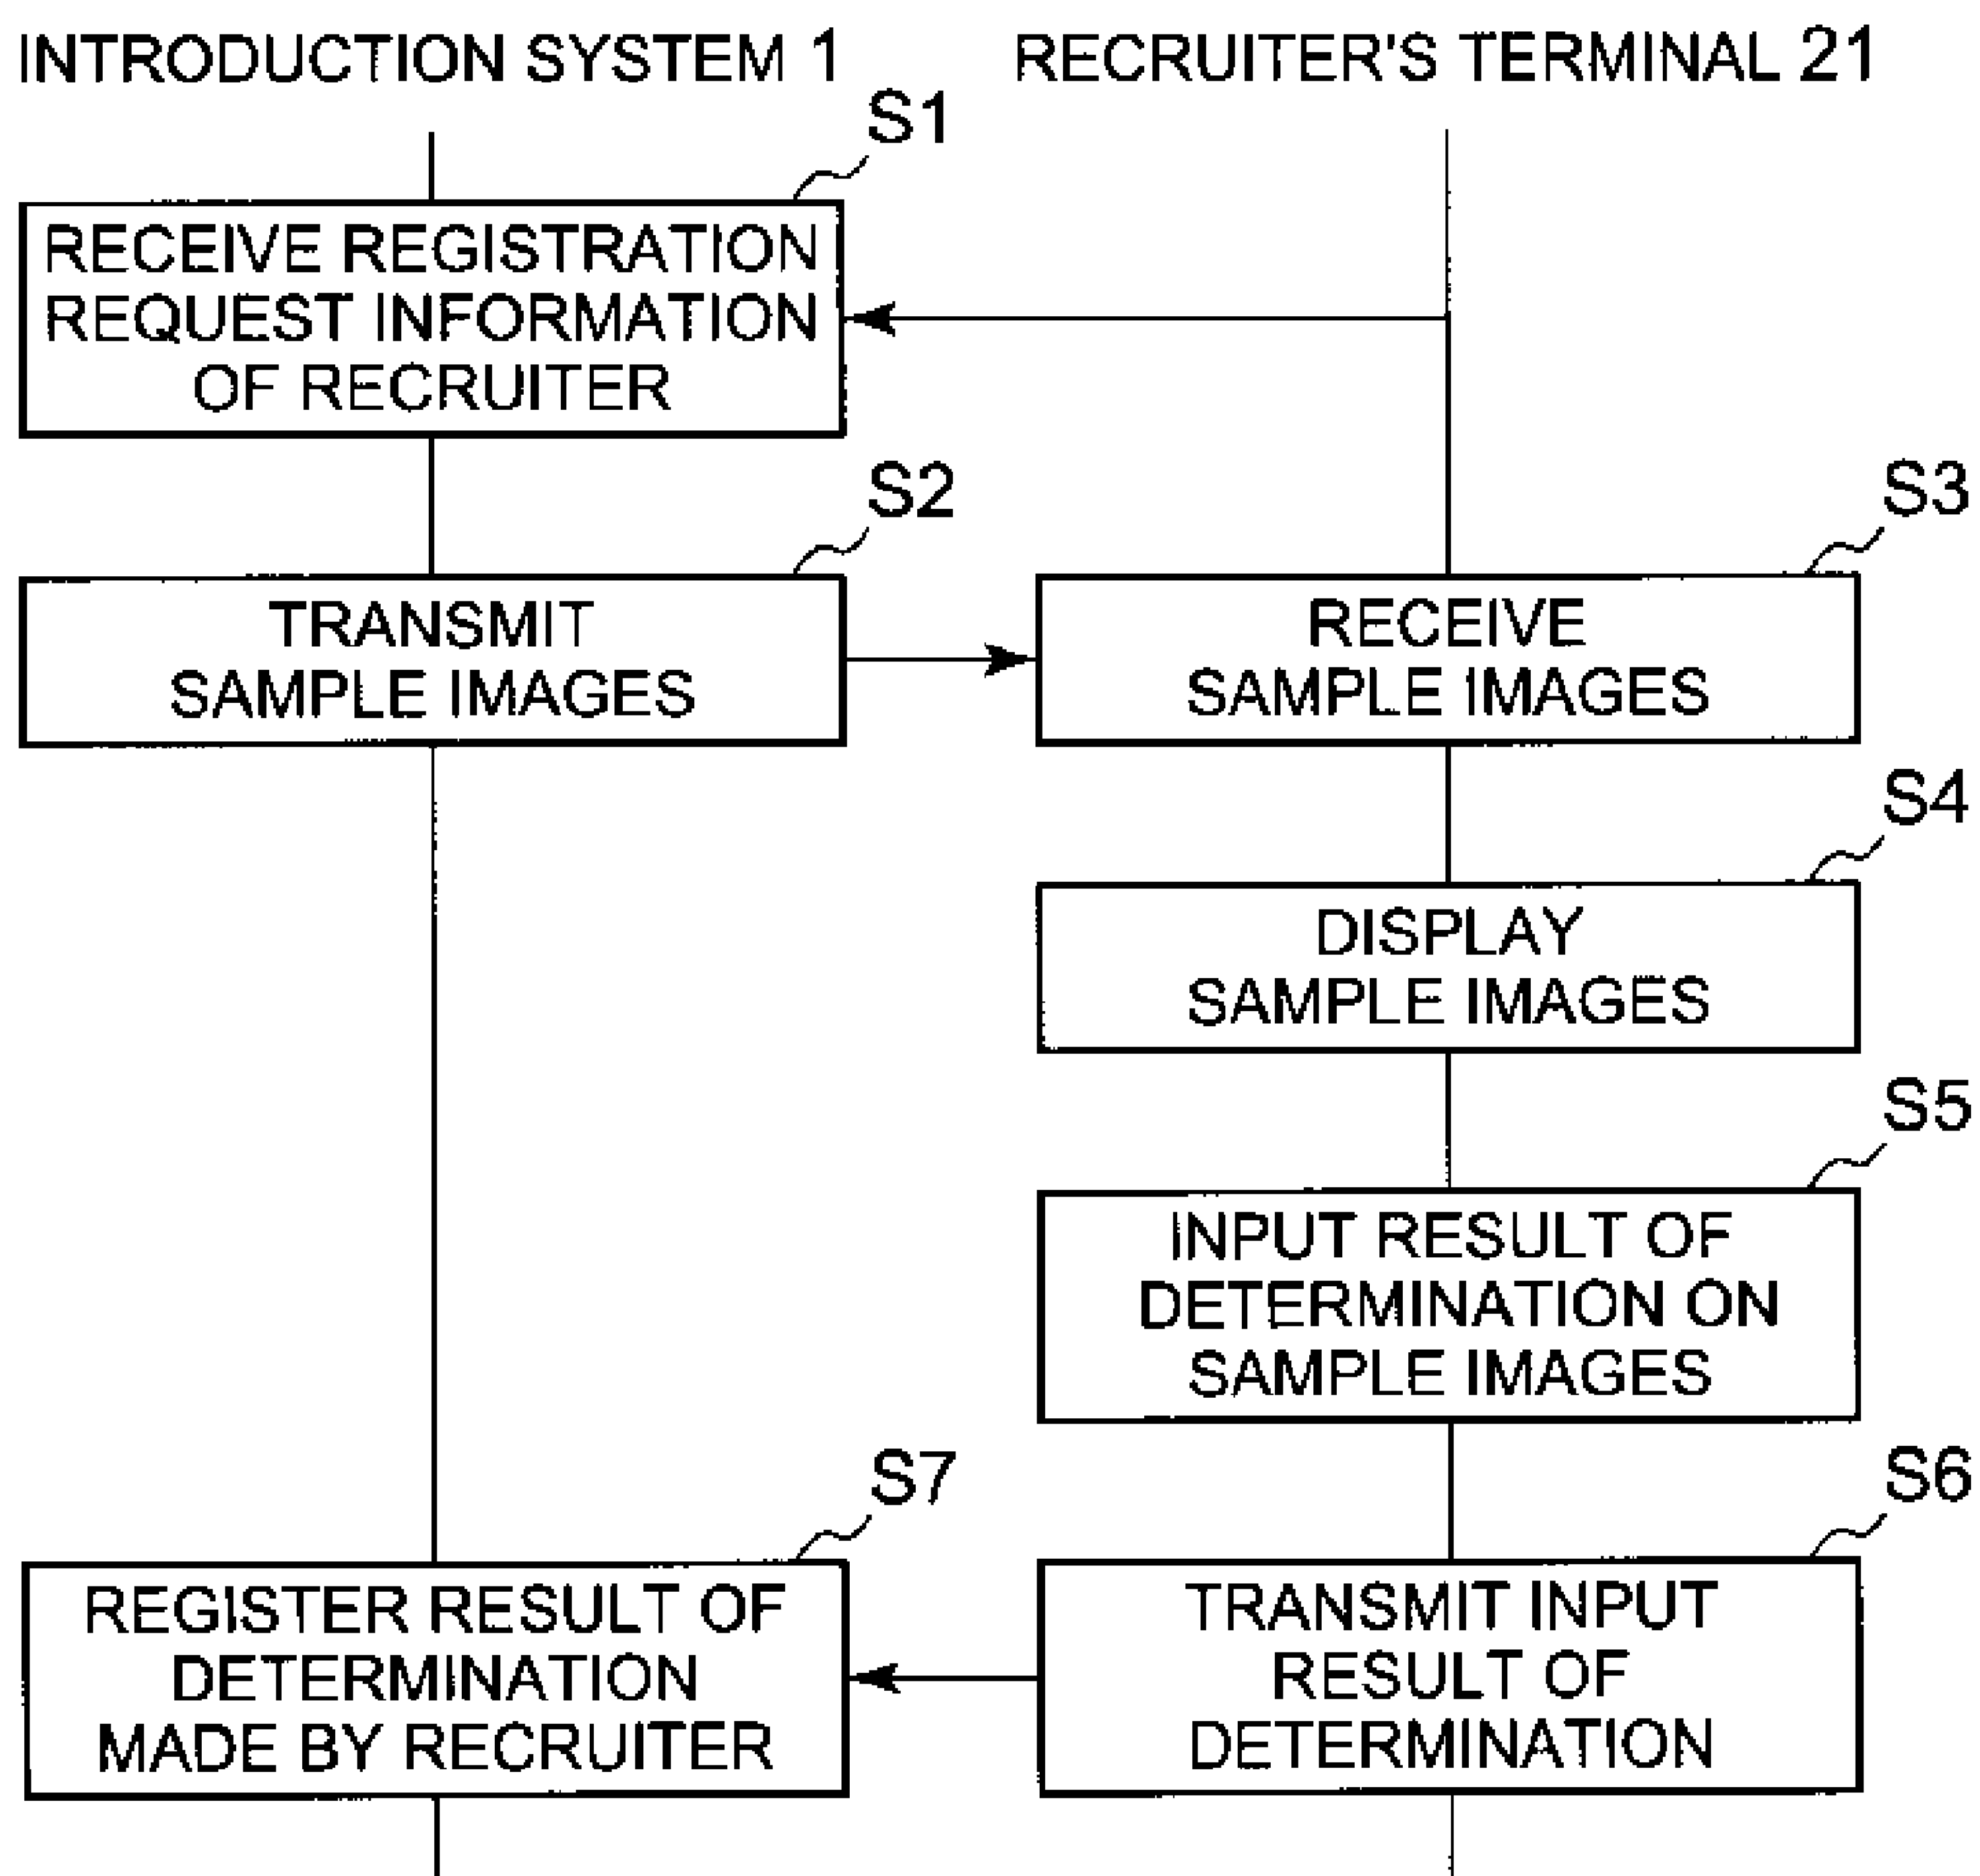 INTRODUCTION SYSTEM 1
RECRUITER'S TERMINAL 21
S1
RECEIVE REGISTRATION
REQUEST INFORMATION
OF RECRUITER
S2
TRANSMIT
SAMPLE IMAGES
S3
RECEIVE
SAMPLE IMAGES
S4
DISPLAY
SAMPLE IMAGES
S5
INPUT RESULT OF
DETERMINATION ON
SAMPLE IMAGES
S6
TRANSMIT INPUT
RESULT OF
DETERMINATION
S7
REGISTER RESULT OF
DETERMINATION
MADE BY RECRUITER